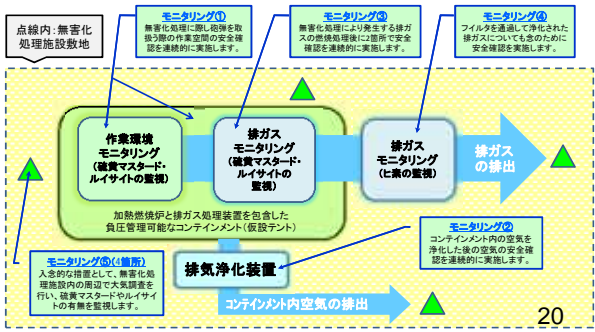 点線内：無害化
処理施設敷地
モニタリング①
無害化処理に際し砲弾を取
扱う際の作業空間の安全確
認を連続的に実施します。
モニタリング③
無害化処理により発生する排ガ
スの燃焼処理後に2箇所で安全
確認を連続的に実施します。
モニタリング④
フィルタを通過して浄化された
排ガスについても念のために
安全確認を実施します。
作業環境
モニタリング
（硫黄マスタード・
ルイサイトの監視）
排ガス
モニタリング
（硫黄マスタード・
ルイサイトの
監視）
排ガス
モニタリング
（ヒ素の監視）
排ガス
の排出
加熱燃焼炉と排ガス処理装置を包含した
負圧管理可能なコンテインメント（仮設テント）
モニタリング⑤(4箇所)
入念的な措置として、無害化処
理施設内の周辺で大気調査を
行い、硫黄マスタードやルイサイト
の有無を監視します。
排気浄化装置
モニタリング②
コンテインメント内の空気を
浄化した後の空気の安全確
認を連続的に実施します。
コンテインメント内空気の排出
20